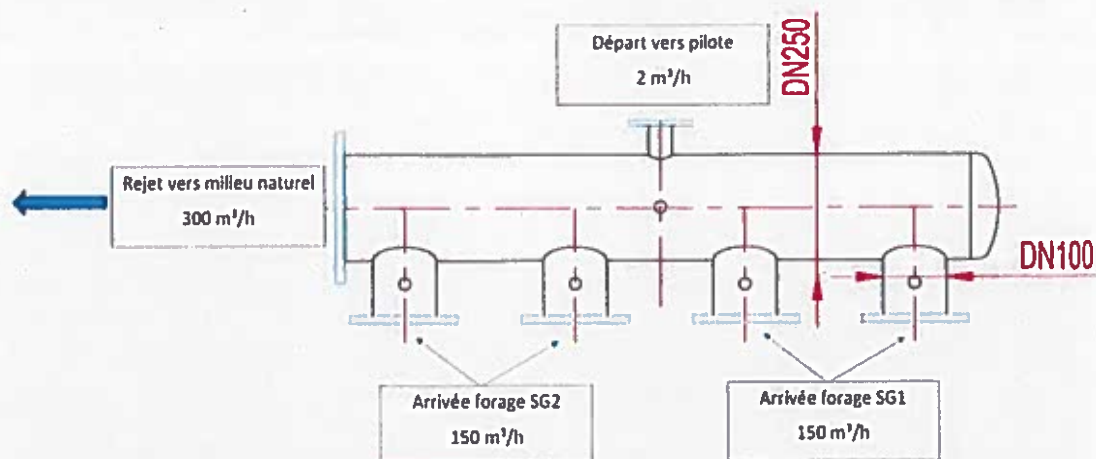 Départ vers pilote
2 m³/h
DN250
Rejet vers milieu naturel
300 m³/h
DN100
Arrivée forage SG2
150 m³/h
Arrivée forage SG1
150 m³/h